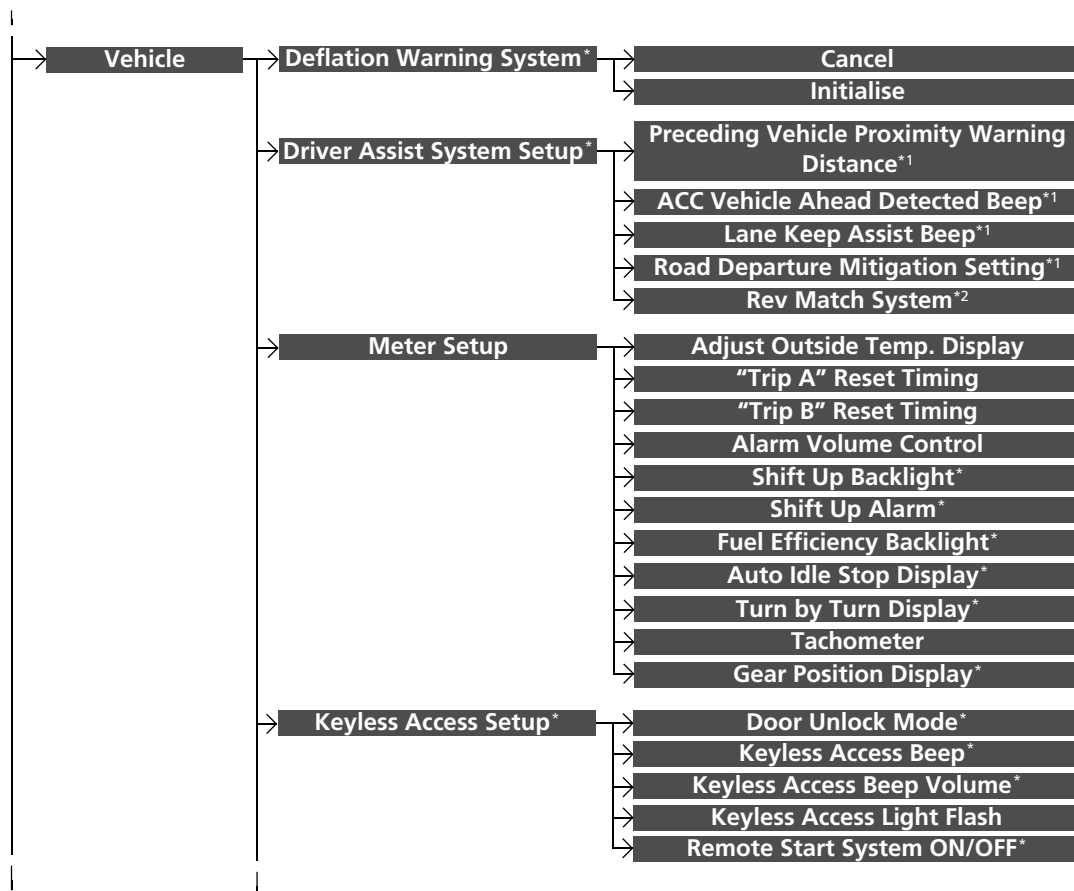 Vehicle
Deflation Warning System*
Cancel
Initialise
Driver Assist System Setup*
Preceding Vehicle Proximity Warning
Distance*1
ACC Vehicle Ahead Detected Beep*1
Lane Keep Assist Beep*1
Road Departure Mitigation Setting*1
Rev Match System*2
Meter Setup
Adjust Outside Temp. Display
“Trip A” Reset Timing
“Trip B” Reset Timing
Alarm Volume Control
Shift Up Backlight*
Shift Up Alarm*
Fuel Efficiency Backlight*
Auto Idle Stop Display*
Turn by Turn Display*
Tachometer
Gear Position Display*
Keyless Access Setup*
Door Unlock Mode*
Keyless Access Beep*
Keyless Access Beep Volume*
Keyless Access Light Flash
Remote Start System ON/OFF*